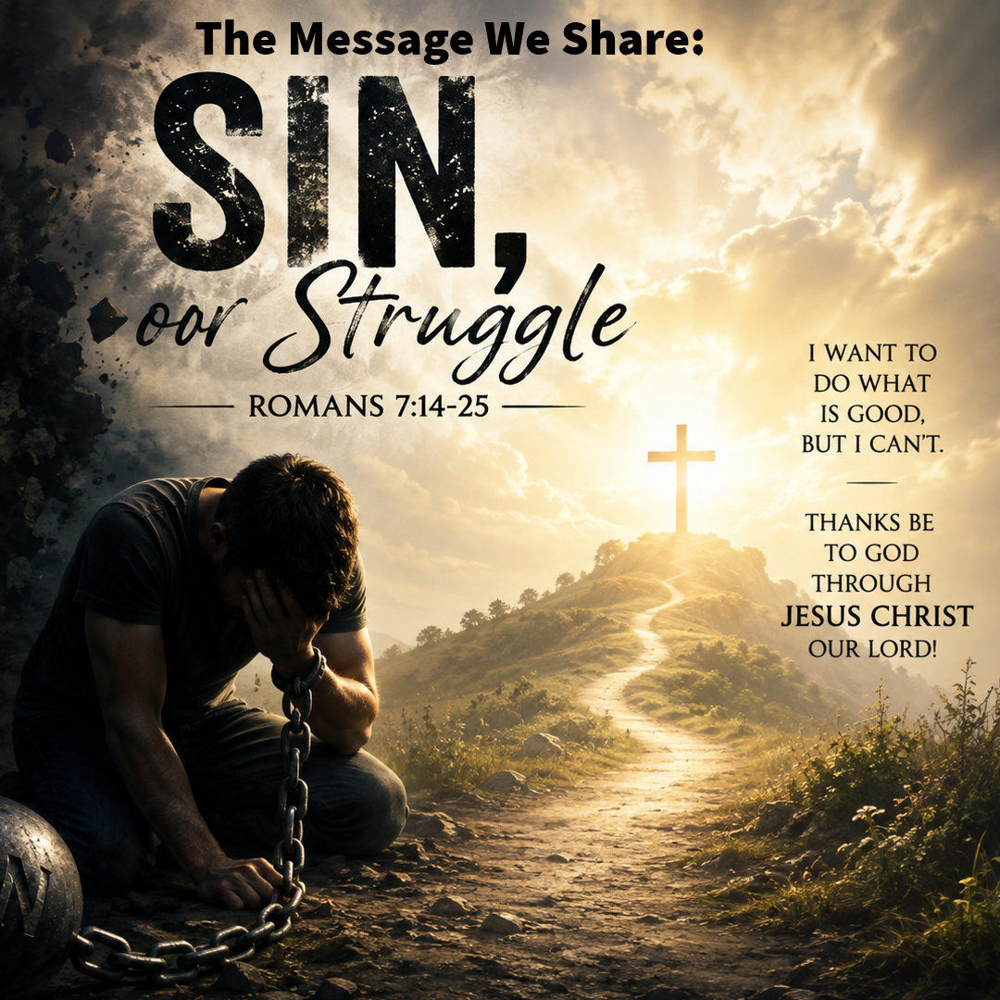 The Message We Share:
SIN,
oor Struggle
ROMANS 7:14-25
I WANT TO
DO WHAT
IS GOOD,
BUT I CAN'T.
THANKS BE
TO GOD
THROUGH
JESUS CHRIST
OUR LORD!
N